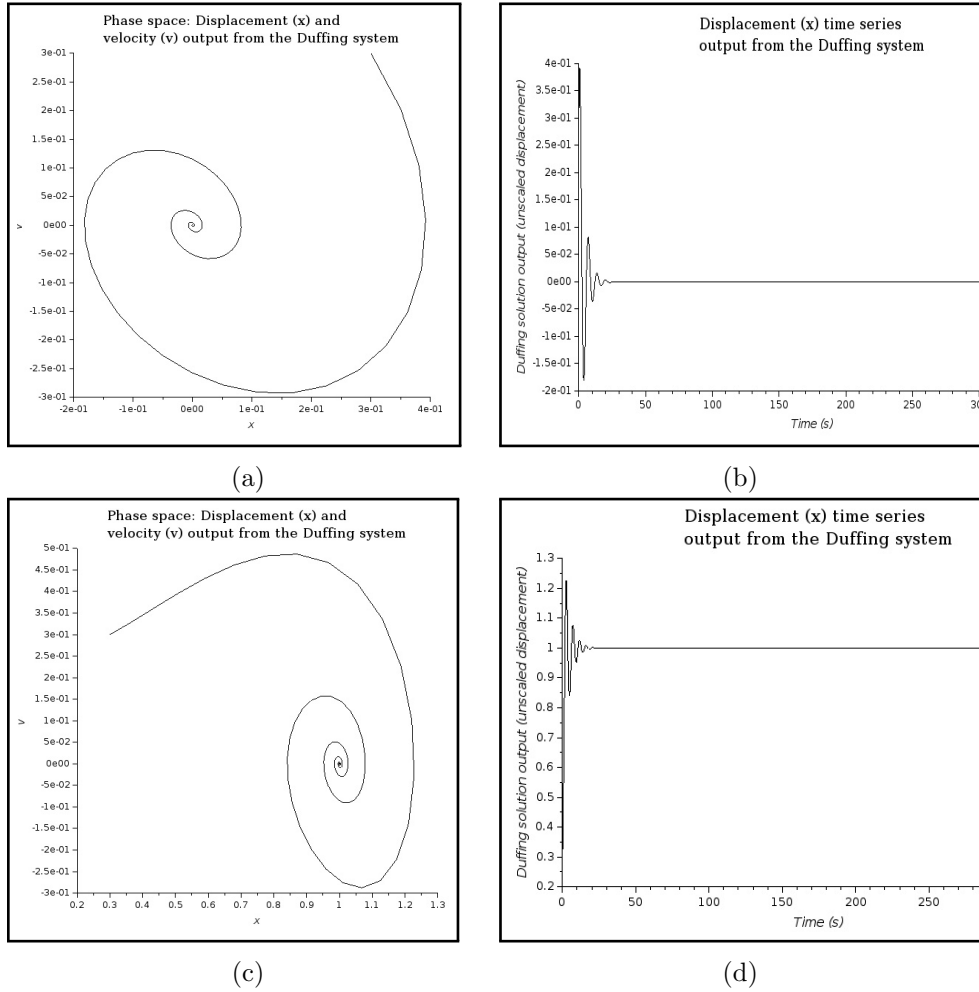 Phase space: Displacement (x) and
velocity (v) output from the Duffing system
3e-01
2.5e-01
2e-01
1.5e-01
1e-01
5e-02
0e00
-5e-02
-1e-01
-1.5e-01
-2e-01
-2.5e-01
-3e-01
v
-2e-01
-1e-01
0e00
1e-01
2e-01
3e-01
4e-01
x
(a)
Displacement (x) time series
output from the Duffing system
Duffing solution output (unscaled displacement)
4e-01
3.5e-01
3e-01
2.5e-01
2e-01
1.5e-01
1e-01
5e-02
0e00
-5e-02
-1e-01
-1.5e-01
-2e-01
0
50
100
150
200
250
300
Time (s)
(b)
Phase space: Displacement (x) and
velocity (v) output from the Duffing system
5e-01
4.5e-01
4e-01
3.5e-01
3e-01
2.5e-01
2e-01
1.5e-01
1e-01
5e-02
0e00
-5e-02
-1e-01
-1.5e-01
-2e-01
-2.5e-01
-3e-01
v
0.2
0.3
0.4
0.5
0.6
0.7
0.8
0.9
1
1.1
1.2
1.3
x
(c)
Displacement (x) time series
output from the Duffing system
Duffing solution output (unscaled displacement)
1.3
1.2
1.1
1
0.9
0.8
0.7
0.6
0.5
0.4
0.3
0.2
0
50
100
150
200
250
Time (s)
(d)